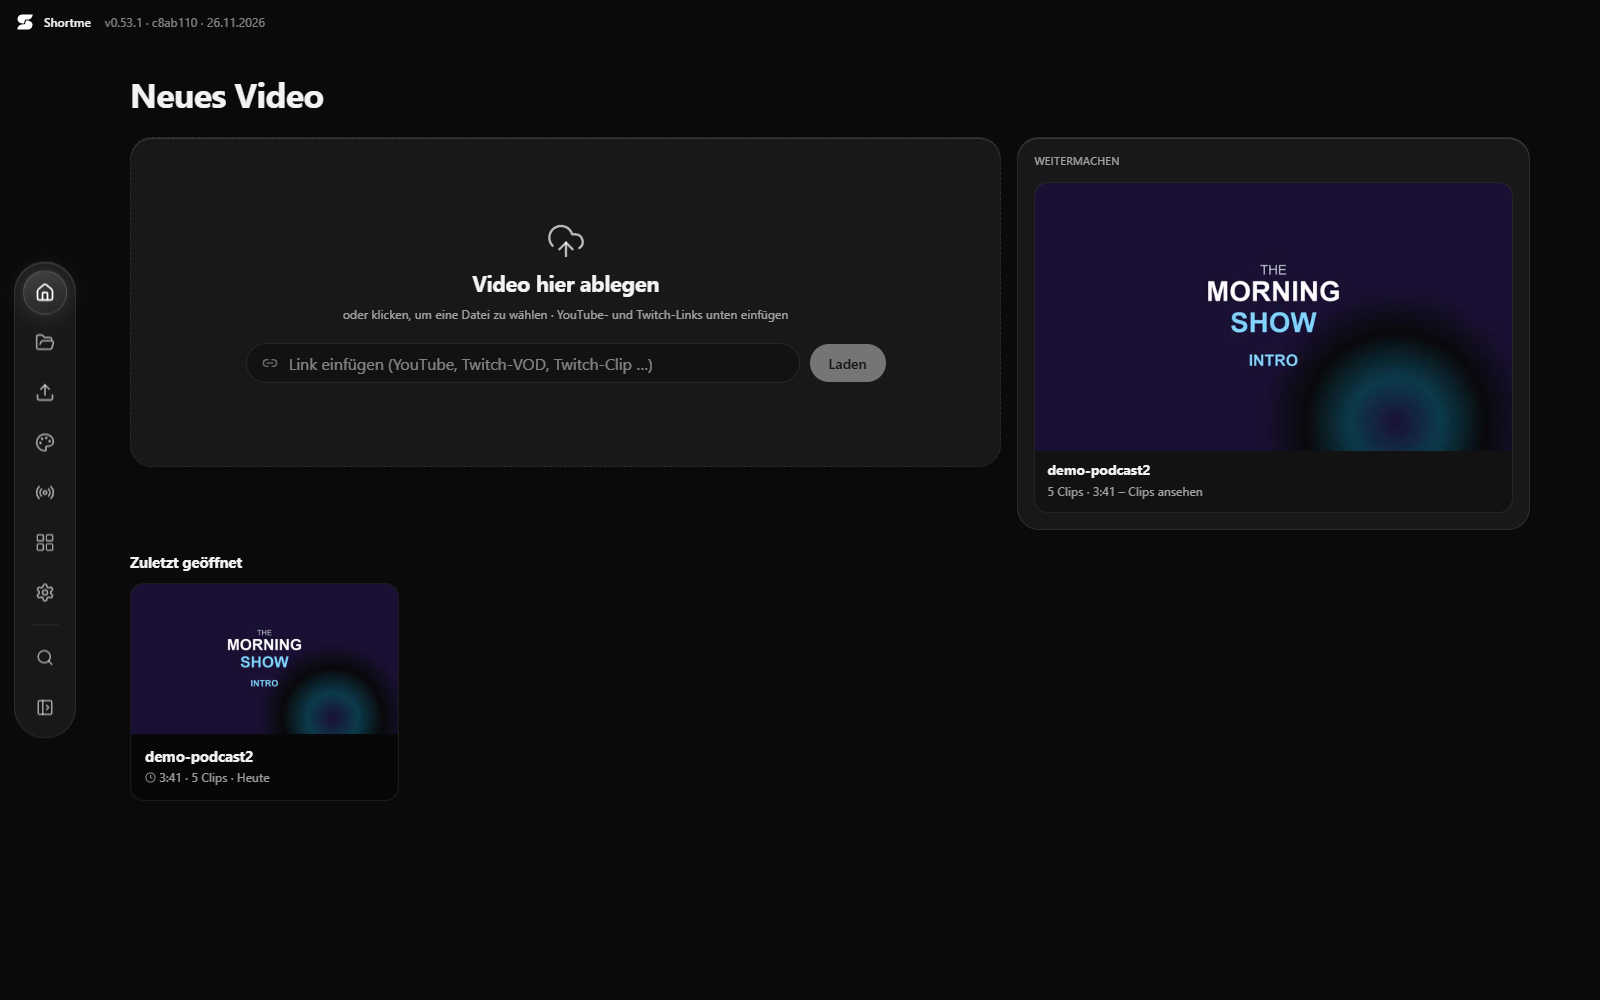 Shortme v0.53.1 · c8ab110 · 26.11.2026
Neues Video
Video hier ablegen
oder klicken, um eine Datei zu wählen · YouTube- und Twitch-Links unten einfügen
Link einfügen (YouTube, Twitch-VOD, Twitch-Clip ...)
Laden
WEITERMACHEN
THE
MORNING
SHOW
INTRO
demo-podcast2
5 Clips · 3:41 – Clips ansehen
Zuletzt geöffnet
THE
MORNING
SHOW
INTRO
demo-podcast2
3:41 · 5 Clips · Heute